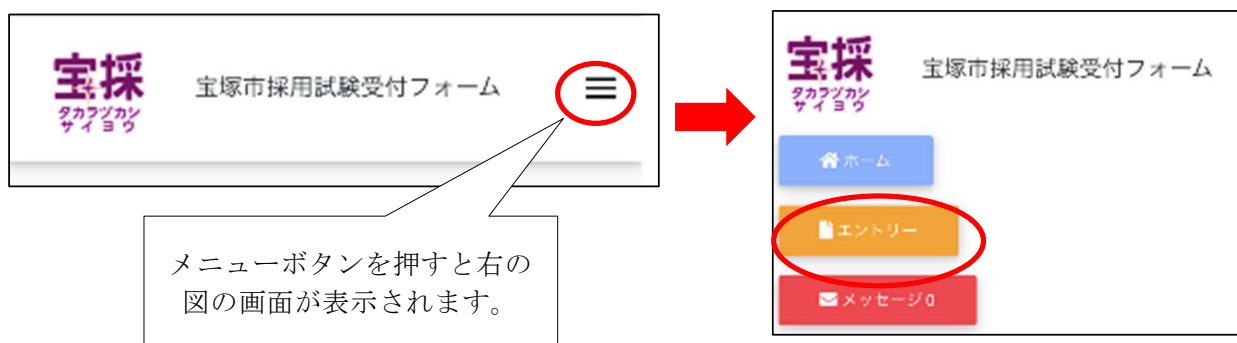 宝採
タカラヅカシ
サイヨウ
宝塚市採用試験受付フォーム
メニューボタンを押すと右の
図の画面が表示されます。
宝採
タカラヅカシ
サイヨウ
宝塚市採用試験受付フォーム
ホーム
エントリー
メッセージ 0